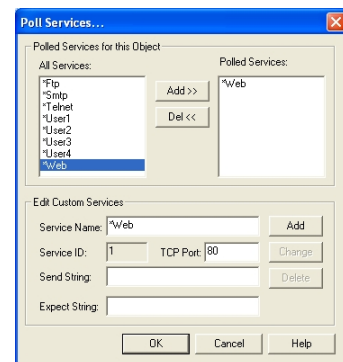 Poll Services...
Polled Services for this Object
All Services:
Polled Services:
*Ftp
*Smtp
*Telnet
*User1
*User2
*User3
*User4
*Web
Add >>
Del <<
*Web
Edit Custom Services
Service Name: *Web
Add
Service ID: 1 TCP Port: 80
Change
Send String:
Delete
Expect String:
OK Cancel Help